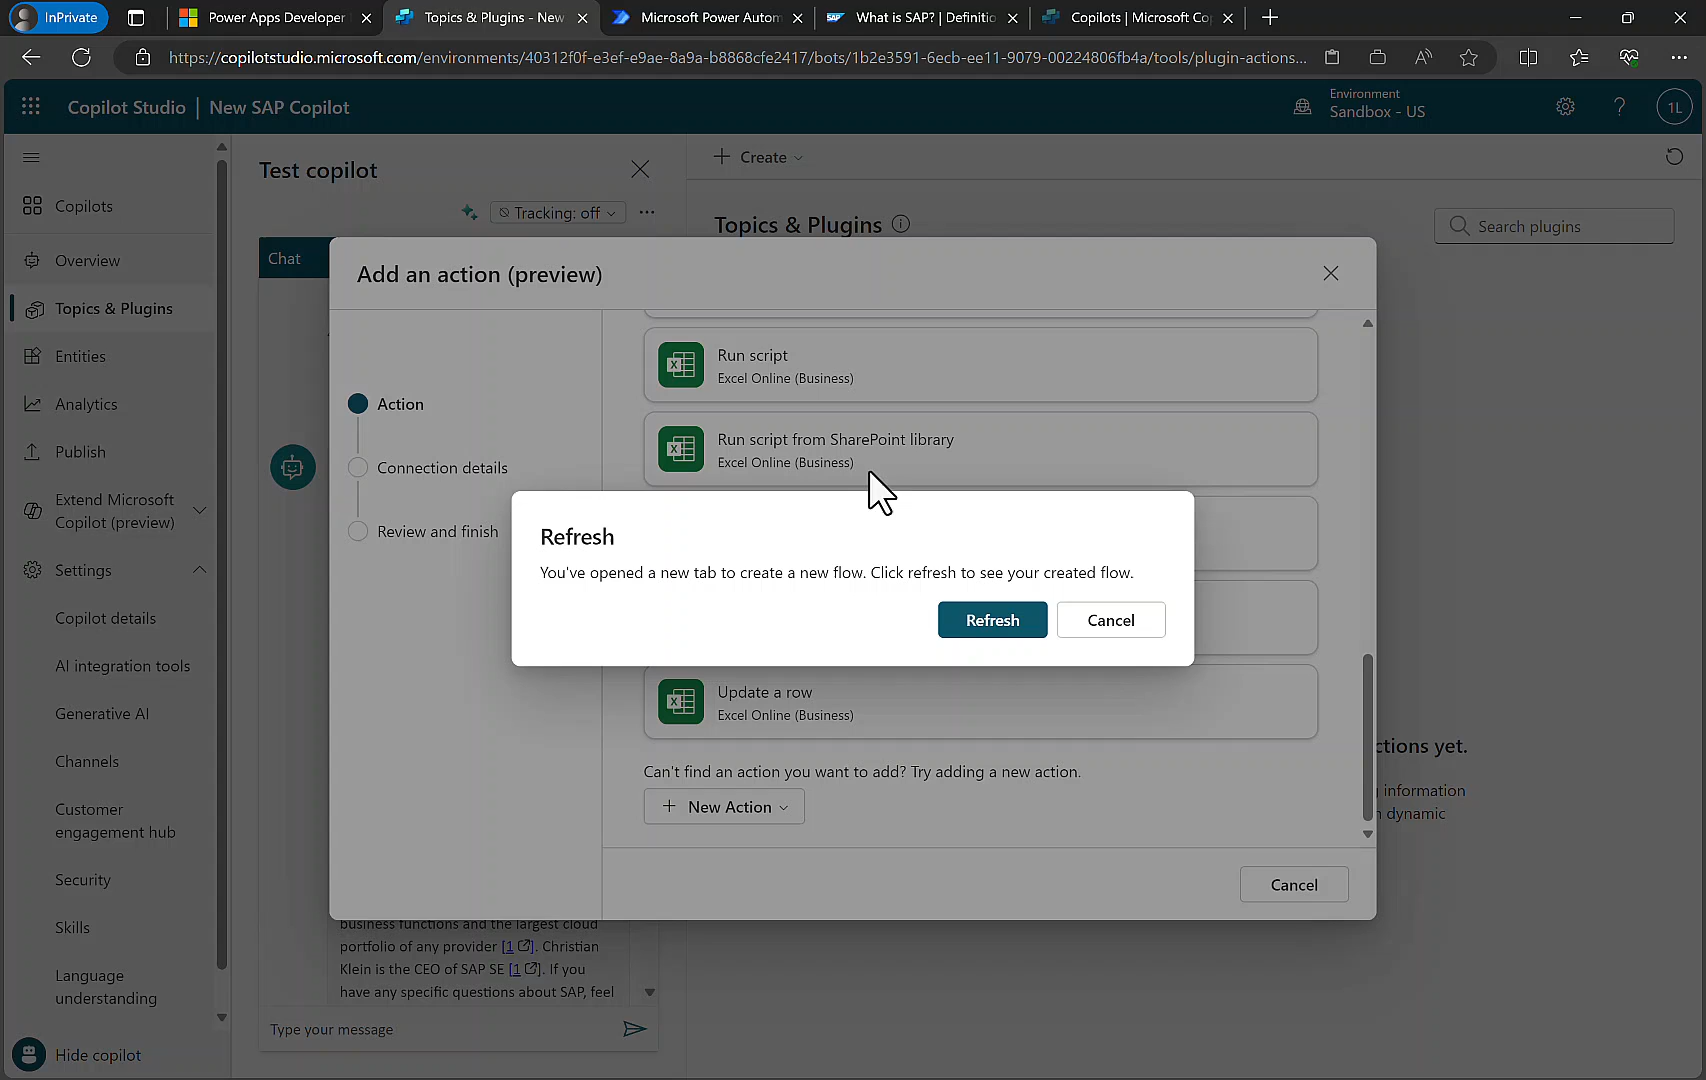 InPrivate
Power Apps Developer
Topics & Plugins - New
Microsoft Power Autom
SAP What is SAP? | Definitio
Copilots | Microsoft Co
https://copilotstudio.microsoft.com/environments/40312f0f-e3ef-e9ae-8a9a-b8868cfe2417/bots/1b2e3591-6ecb-ee11-9079-00224806fb4a/tools/plugin-actions...
Copilot Studio | New SAP Copilot
Environment
Sandbox - US
1L
Copilots
Overview
Topics & Plugins
Entities
Analytics
Publish
Extend Microsoft
Copilot (preview)
Settings
Copilot details
AI integration tools
Generative AI
Channels
Customer
engagement hub
Security
Skills
Language
understanding
Hide copilot
Test copilot
Tracking: off
Chat
business functions and the largest cloud
portfolio of any provider [1]. Christian
Klein is the CEO of SAP SE [1]. If you
have any specific questions about SAP, feel
Type your message
Create
Topics & Plugins
Search plugins
ctions yet.
information
dynamic
Add an action (preview)
Action
Connection details
Review and finish
Run script
Excel Online (Business)
Run script from SharePoint library
Excel Online (Business)
Refresh
You've opened a new tab to create a new flow. Click refresh to see your created flow.
Refresh
Cancel
Update a row
Excel Online (Business)
Can't find an action you want to add? Try adding a new action.
New Action
Cancel